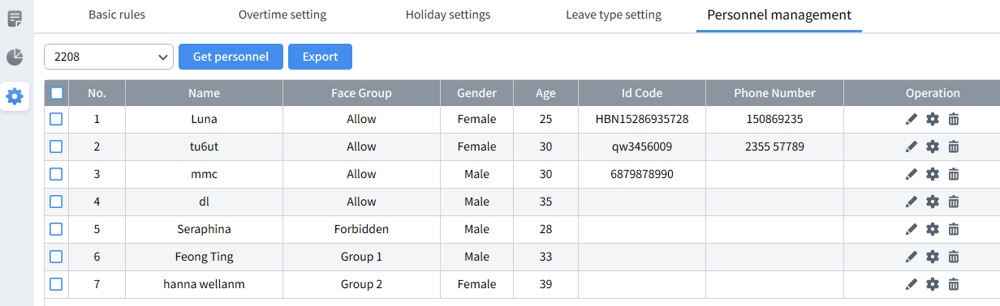 Basic rules Overtime setting Holiday settings Leave type setting Personnel management
2208 Get personnel Export
No. Name Face Group Gender Age Id Code Phone Number Operation
1 Luna Allow Female 25 HBN15286935728 150869235
2 tu6ut Allow Female 30 qw3456009 2355 57789
3 mmc Allow Male 30 6879878990
4 dl Allow Male 35
5 Seraphina Forbidden Male 28
6 Feong Ting Group 1 Male 33
7 hanna wellanm Group 2 Female 39